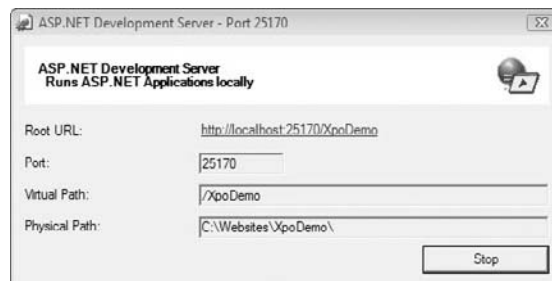 ASP.NET Development Server - Port 25170
ASP.NET Development Server
Runs ASP.NET Applications locally
Root URL: http://localhost:25170/XpoDemo
Port: 25170
Virtual Path: /XpoDemo
Physical Path: C:\Websites\XpoDemo\
Stop